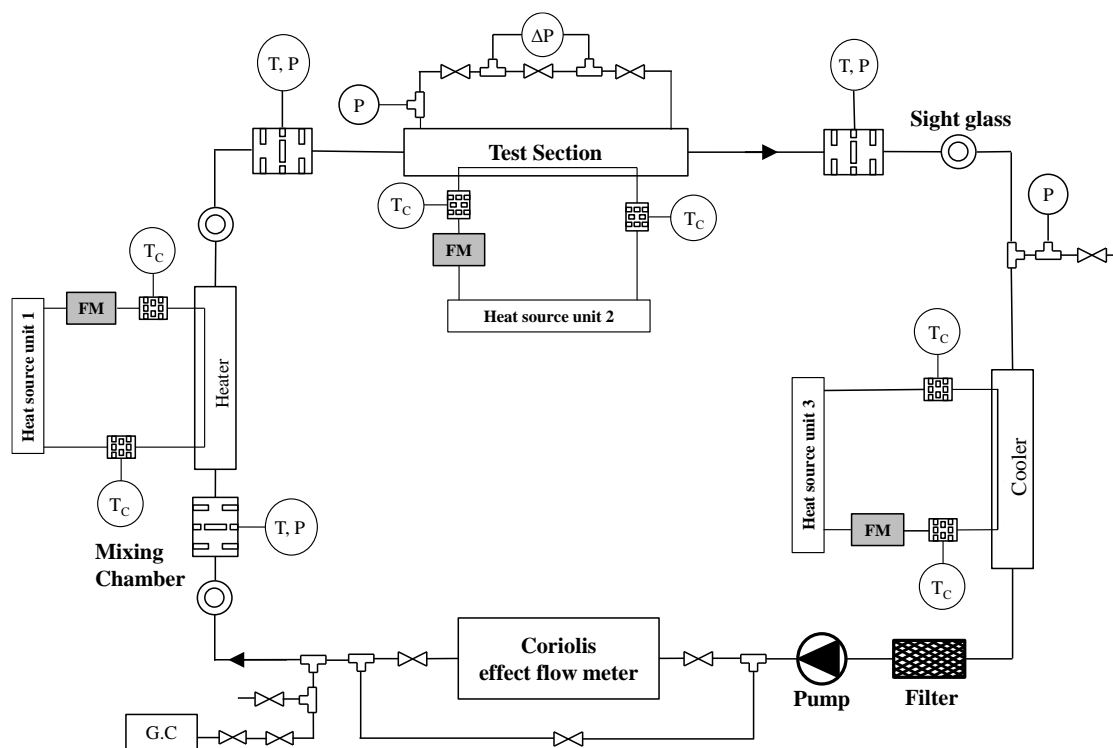 ΔP
T, P
T, P
P
Sight glass
Test Section
P
T_C
T_C
T_C
FM
FM
Heat source unit 2
Heat source unit 1
Heater
T_C
Heat source unit 3
Cooler
T_C
T, P
FM
Mixing
Chamber
T_C
Coriolis
effect flow meter
Pump
Filter
G.C